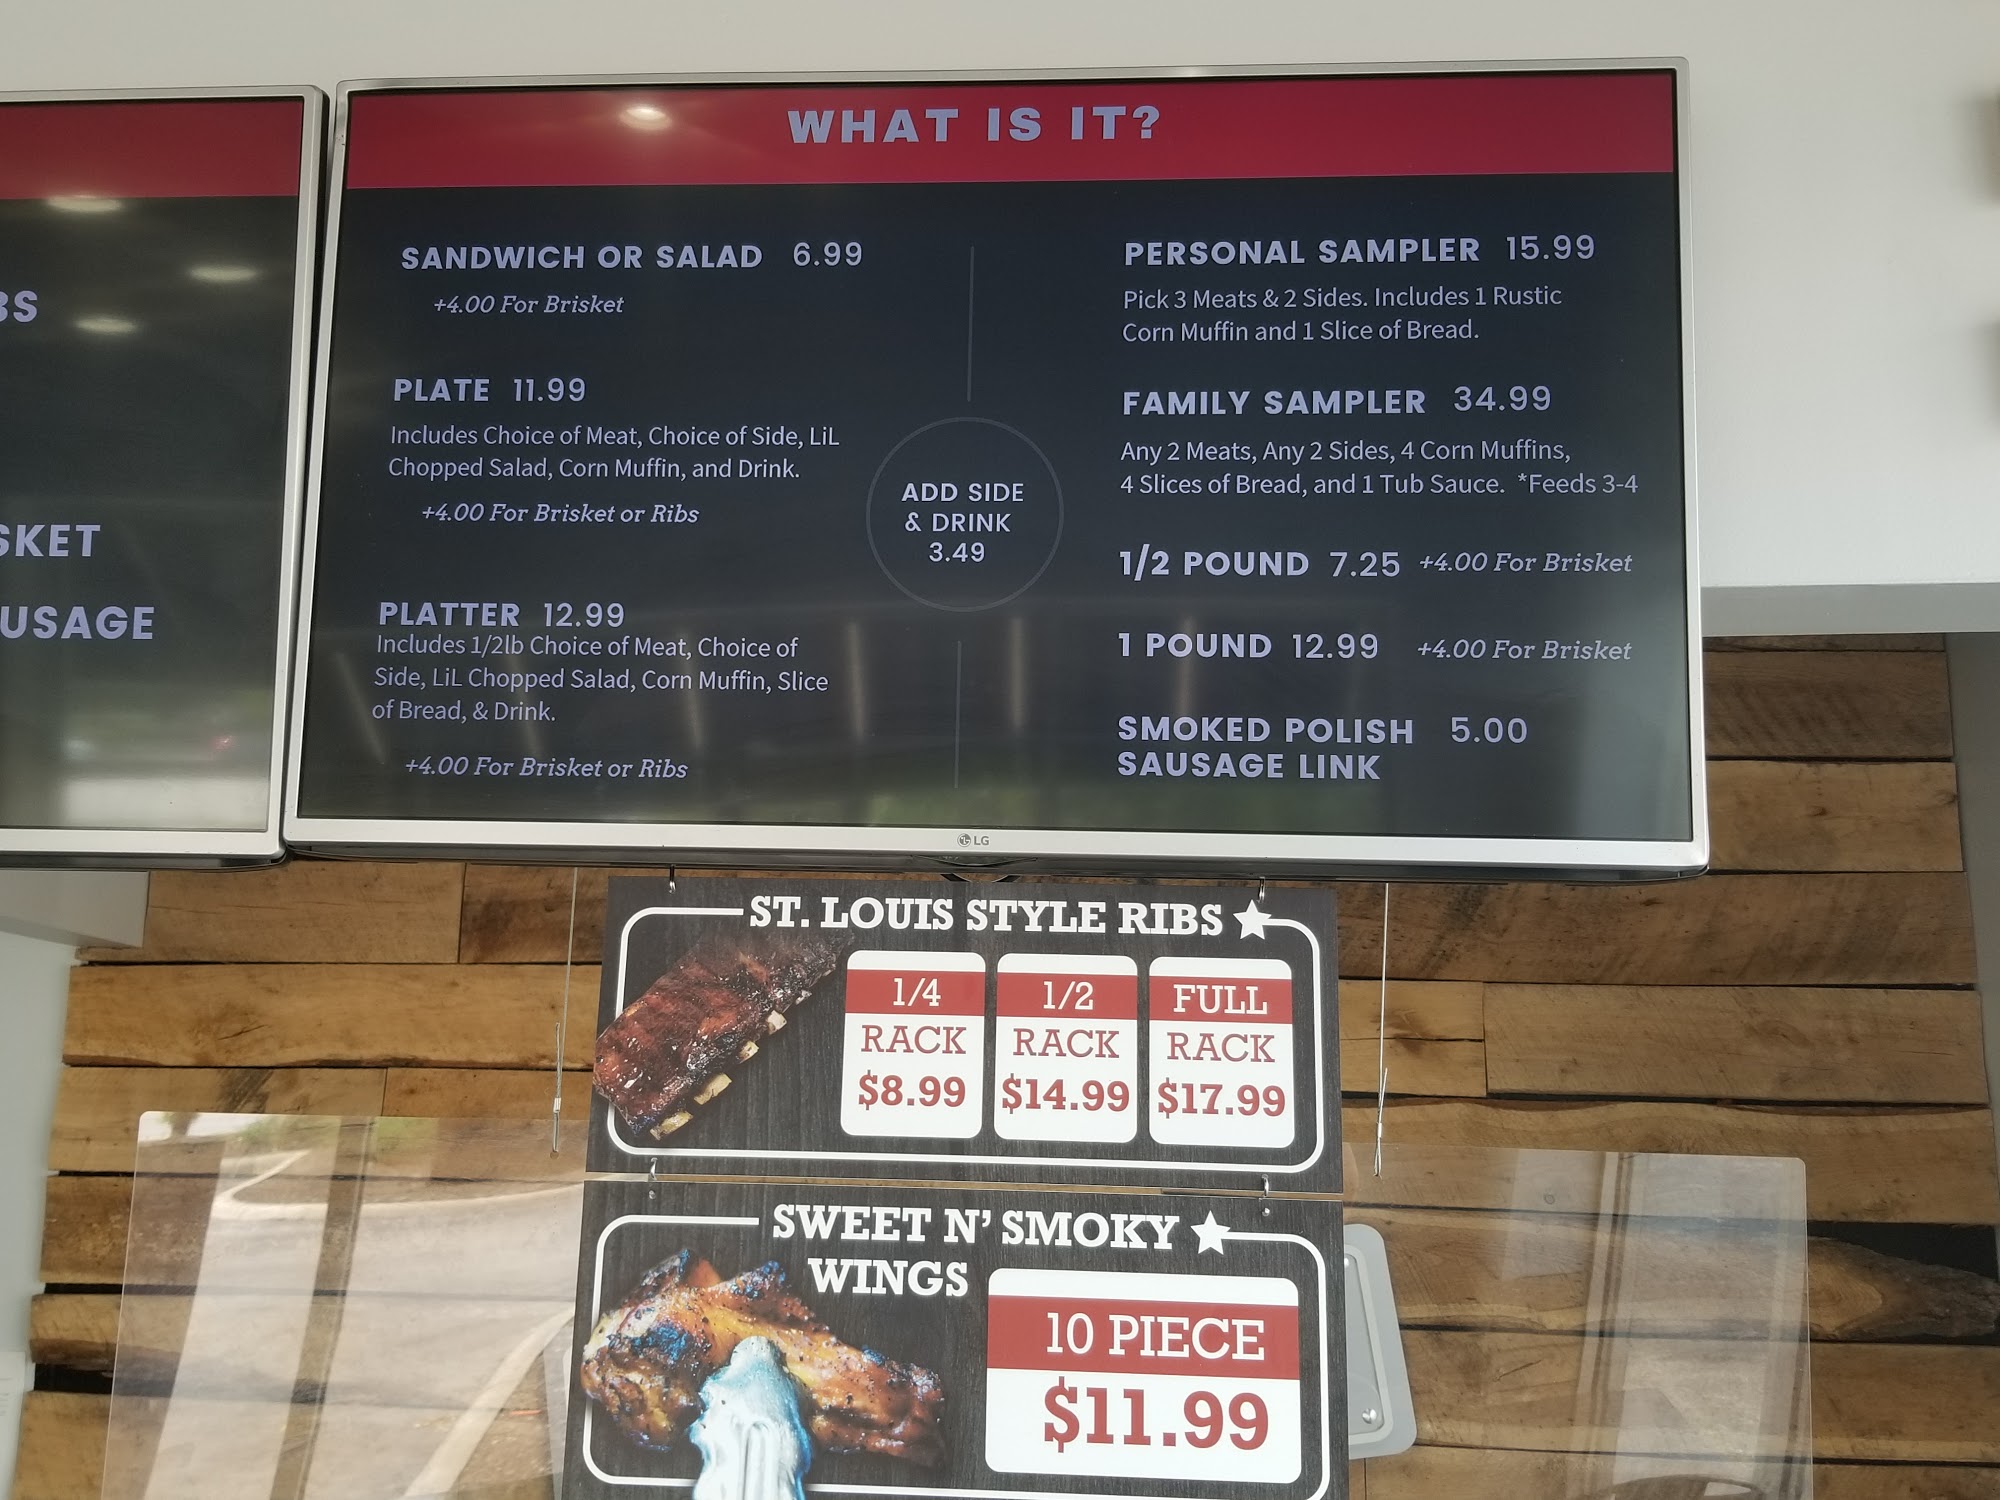 WHAT IS IT?
SANDWICH OR SALAD 6.99
+4.00 For Brisket
PLATE 11.99
Includes Choice of Meat, Choice of Side, LiL
Chopped Salad, Corn Muffin, and Drink.
+4.00 For Brisket or Ribs
PLATTER 12.99
Includes 1/2lb Choice of Meat, Choice of
Side, LiL Chopped Salad, Corn Muffin, Slice
of Bread, & Drink.
+4.00 For Brisket or Ribs
ADD SIDE
& DRINK
3.49
PERSONAL SAMPLER 15.99
Pick 3 Meats & 2 Sides. Includes 1 Rustic
Corn Muffin and 1 Slice of Bread.
FAMILY SAMPLER 34.99
Any 2 Meats, Any 2 Sides, 4 Corn Muffins,
4 Slices of Bread, and 1 Tub Sauce. *Feeds 3-4
1/2 POUND 7.25 +4.00 For Brisket
1 POUND 12.99 +4.00 For Brisket
SMOKED POLISH 5.00
SAUSAGE LINK
LG
ST. LOUIS STYLE RIBS
1/4
RACK
$8.99
1/2
RACK
$14.99
FULL
RACK
$17.99
SWEET N' SMOKY
WINGS
10 PIECE
$11.99